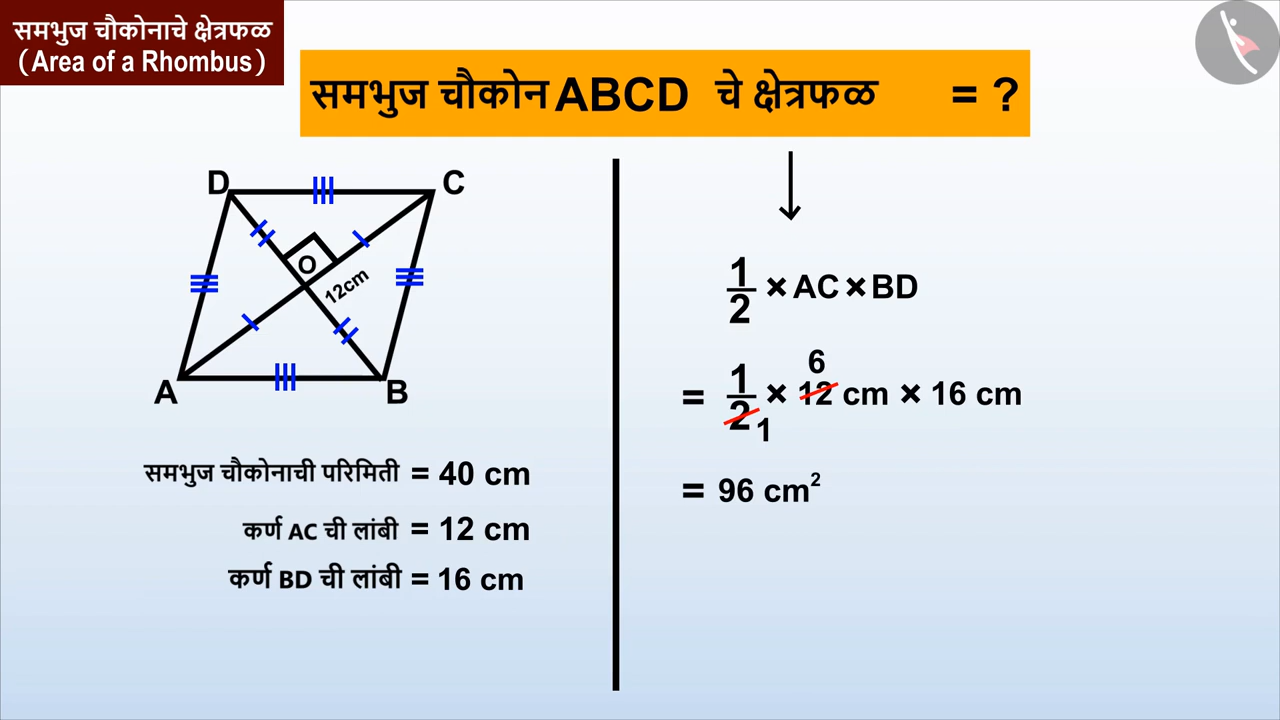 समभुज चौकोनाचे क्षेत्रफळ
(Area of a Rhombus)
समभुज चौकोन ABCD चे क्षेत्रफळ = ?
D
C
O
12cm
A
B
समभुज चौकोनाची परिमिती = 40 cm
कर्ण AC ची लांबी = 12 cm
कर्ण BD ची लांबी = 16 cm
1/2 × AC × BD
6
= 1/2 × 12 cm × 16 cm
1
= 96 cm²